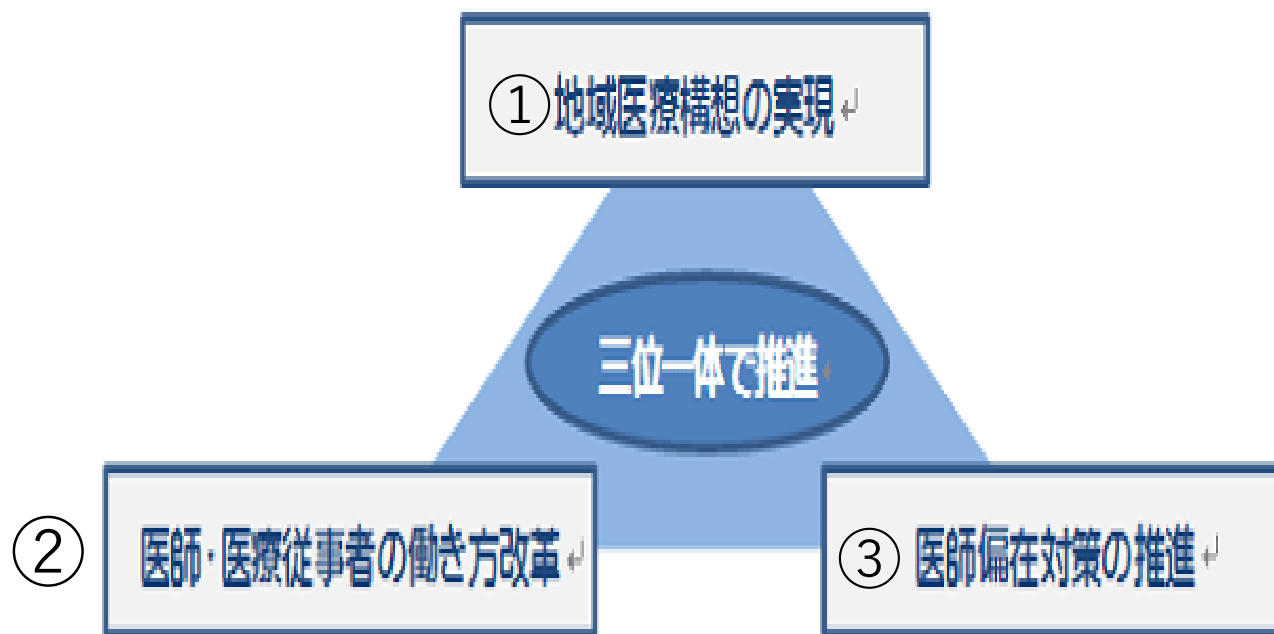 ①地域医療構想の実現
三位一体で推進
② 医師・医療従事者の働き方改革
③ 医師偏在対策の推進